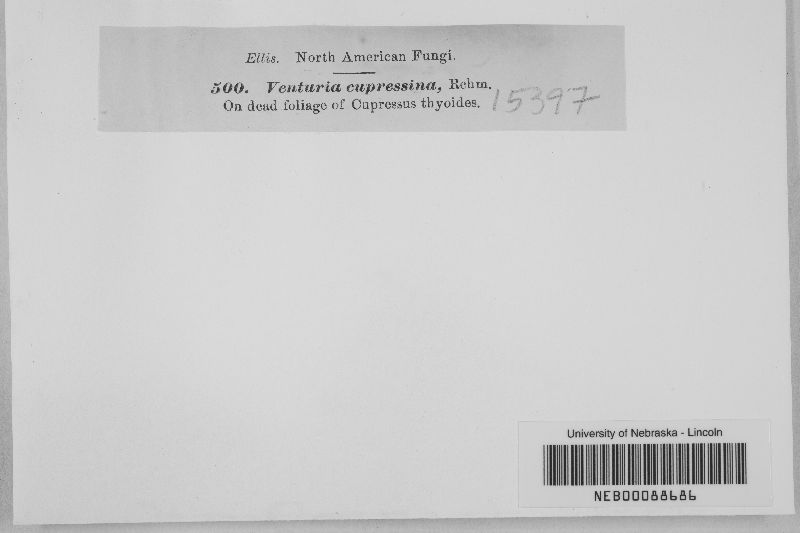 Ellis. North American Fungi.
500. Venturia cupressina, Rehm.
On dead foliage of Cupressus thyoides. 15397
University of Nebraska - Lincoln
NEB00088686